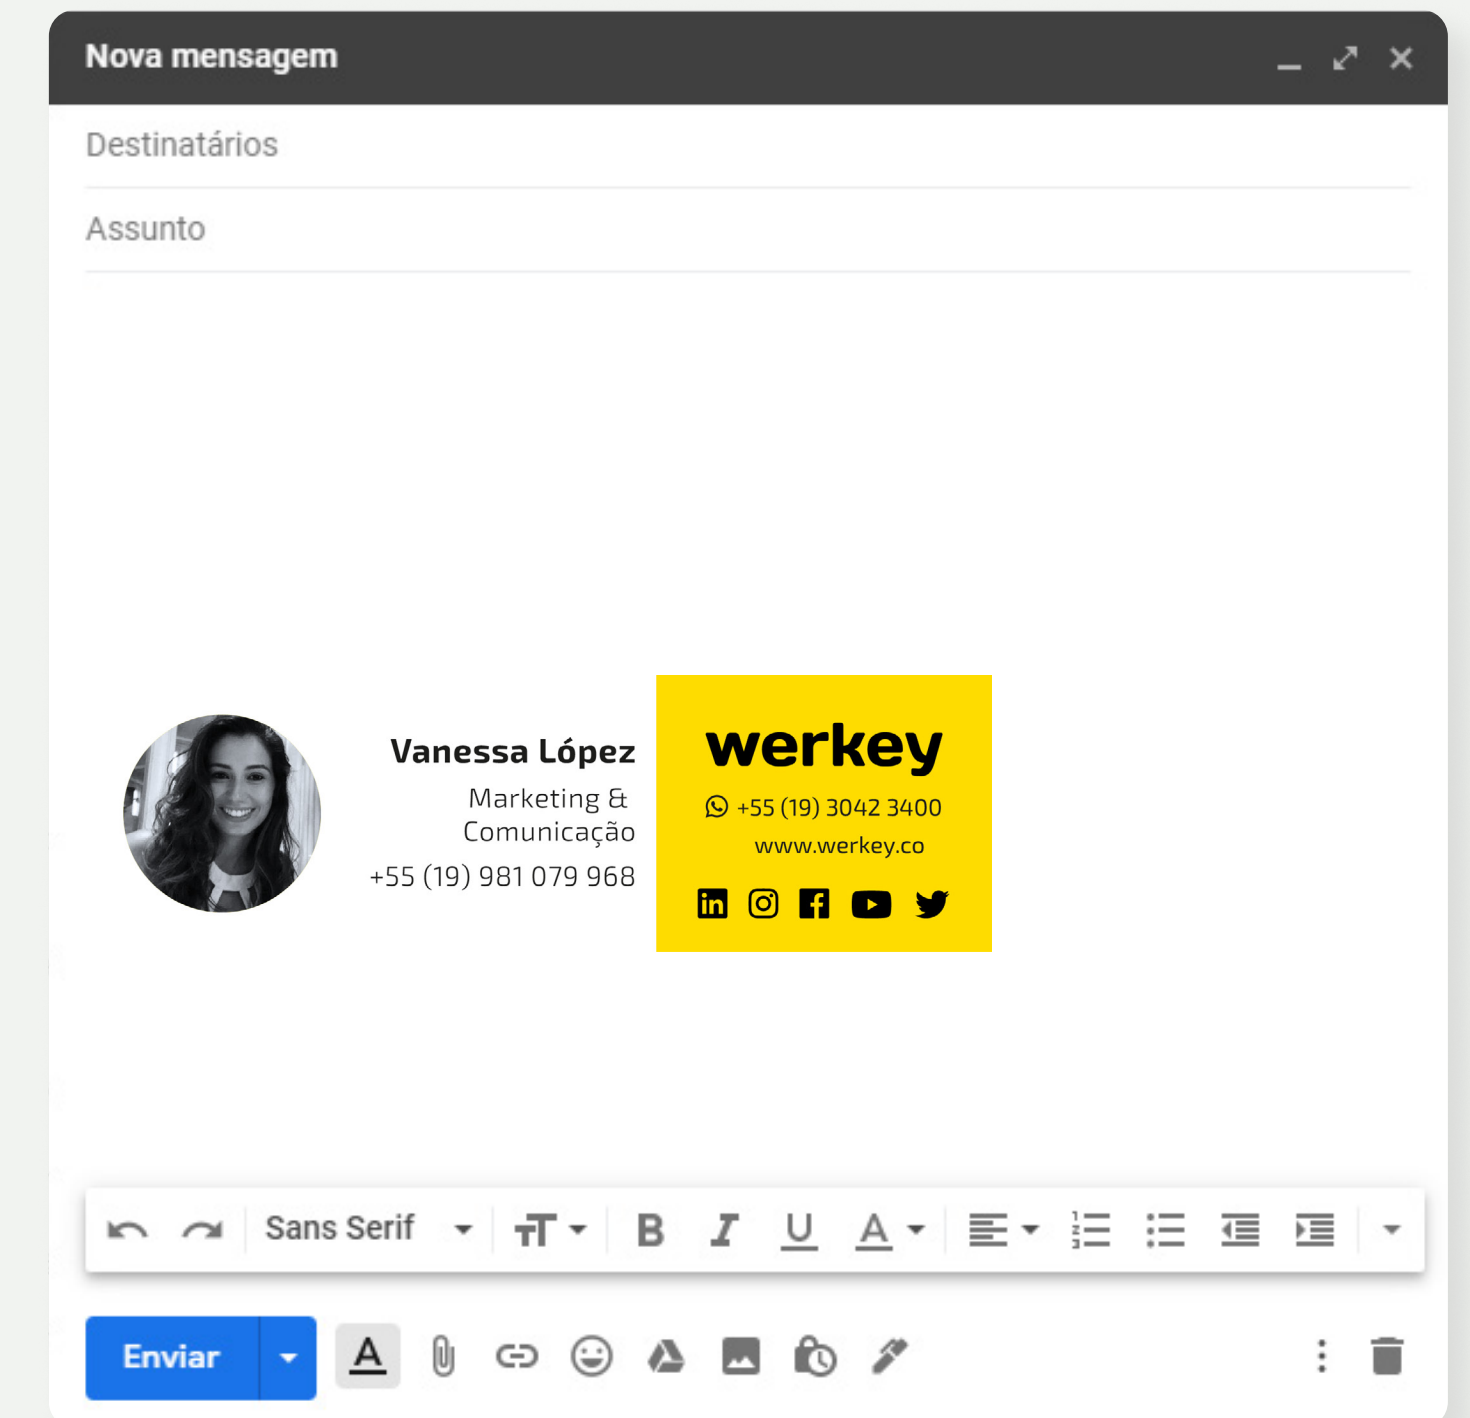 Nova mensagem
Destinatários
Assunto
Vanessa López
Marketing &
Comunicação
+55 (19) 981 079 968
werkey
+55 (19) 3042 3400
www.werkey.co
Sans Serif
Enviar